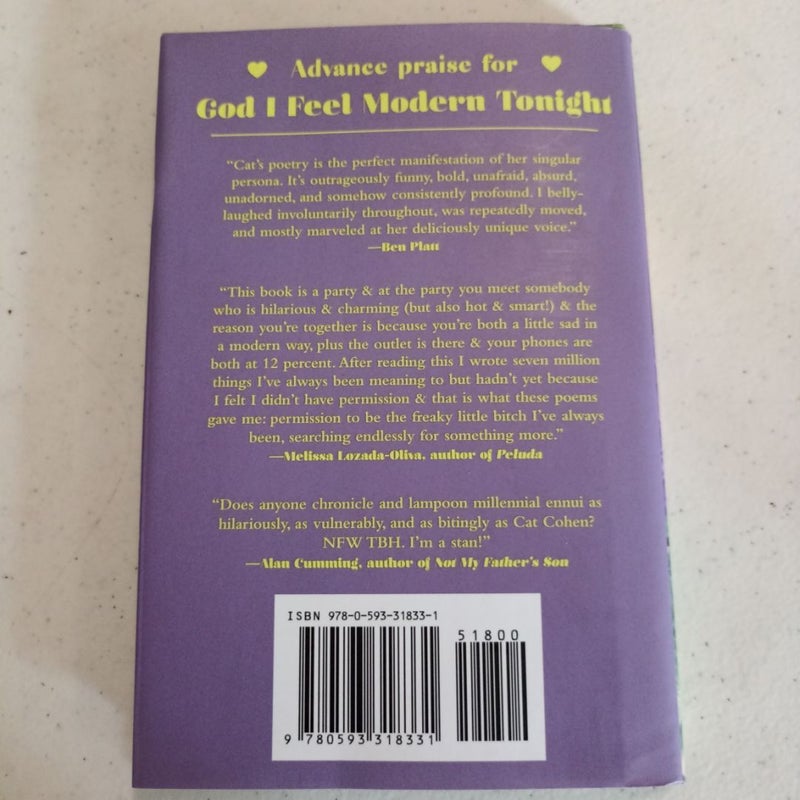 Advance praise for
God I Feel Modern Tonight
“Cat’s poetry is the perfect manifestation of her singular
persona. It’s outrageously funny, bold, unafraid, absurd,
unadorned, and somehow consistently profound. I belly-
laughed involuntarily throughout, was repeatedly moved,
and mostly marveled at her deliciously unique voice.”
—Ben Platt
“This book is a party & at the party you meet somebody
who is hilarious & charming (but also hot & smart!) & the
reason you’re together is because you’re both a little sad in
a modern way, plus the outlet is there & your phones are
both at 12 percent. After reading this I wrote seven million
things I’ve always been meaning to but hadn’t yet because
I felt I didn’t have permission & that is what these poems
gave me: permission to be the freaky little bitch I’ve always
been, searching endlessly for something more.”
—Melissa Lozada-Oliva, author of Peluda
“Does anyone chronicle and lampoon millennial ennui as
hilariously, as vulnerably, and as bitingly as Cat Cohen?
NFW TBH. I’m a stan!”
—Alan Cumming, author of Not My Father’s Son
ISBN 978-0-593-31833-1
51800
9 780593 318331